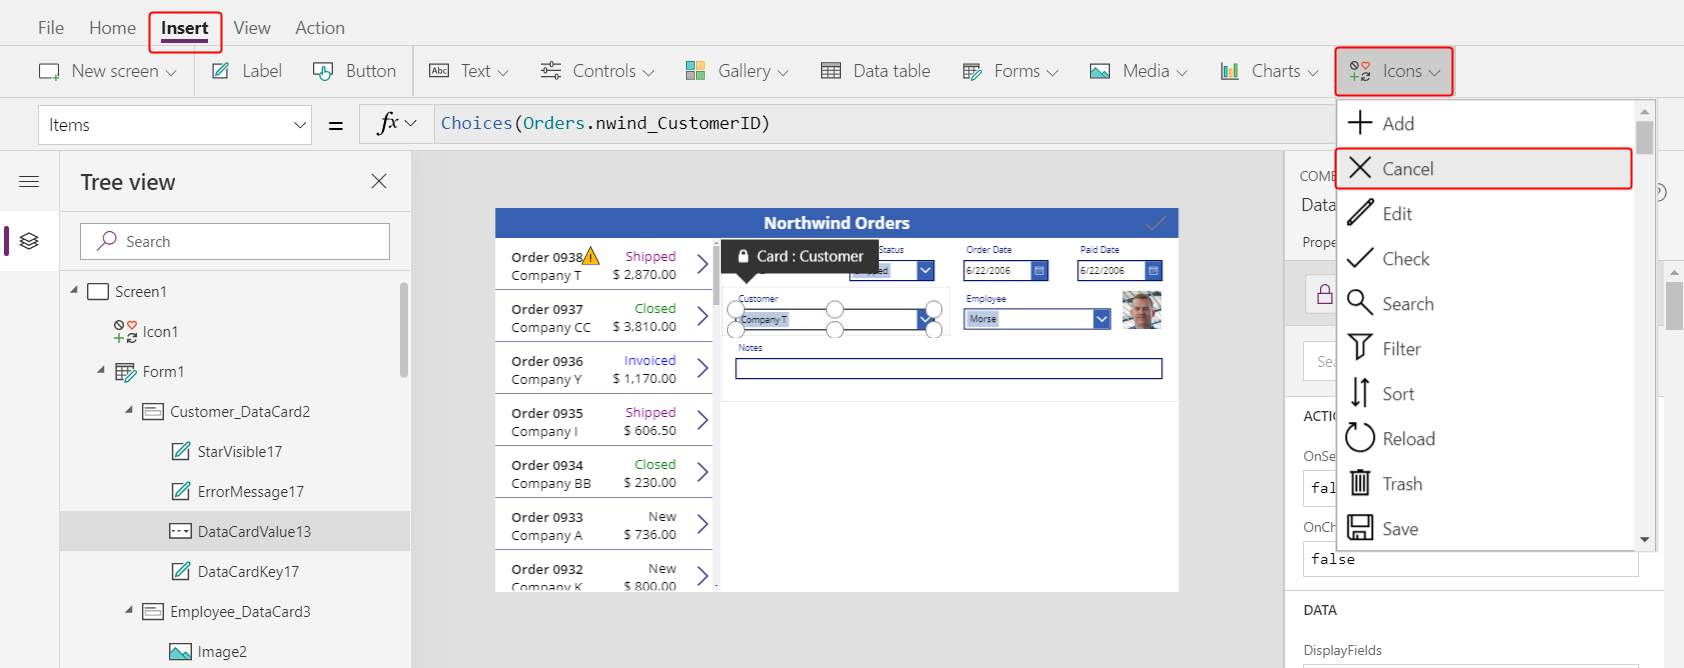 File Home Insert View Action
New screen Label Button Abc Text Controls Gallery Data table Forms Media Charts Icons
Items = fx Choices(Orders.nwind_CustomerID)
Tree view
Search
Screen1
Icon1
Form1
Customer_DataCard2
StarVisible17
ErrorMessage17
DataCardValue13
DataCardKey17
Employee_DataCard3
Image2
Northwind Orders
Order 0938 Shipped
Company T $ 2,870.00
Order 0937 Closed
Company CC $ 3,810.00
Order 0936 Invoiced
Company Y $ 1,170.00
Order 0935 Shipped
Company I $ 606.50
Order 0934 Closed
Company BB $ 230.00
Order 0933 New
Company A $ 736.00
Order 0932 New
Company K $ 800.00
Card : Customer
Status Order Date Paid Date
6/22/2006 6/22/2006
Customer Employee
Company T Morse
Notes
Add
Cancel
Edit
Check
Search
Filter
Sort
Reload
Trash
Save
COM
Data
Prope
Sea
ACTIO
OnSe
fal
OnCh
false
DATA
DisplayFields